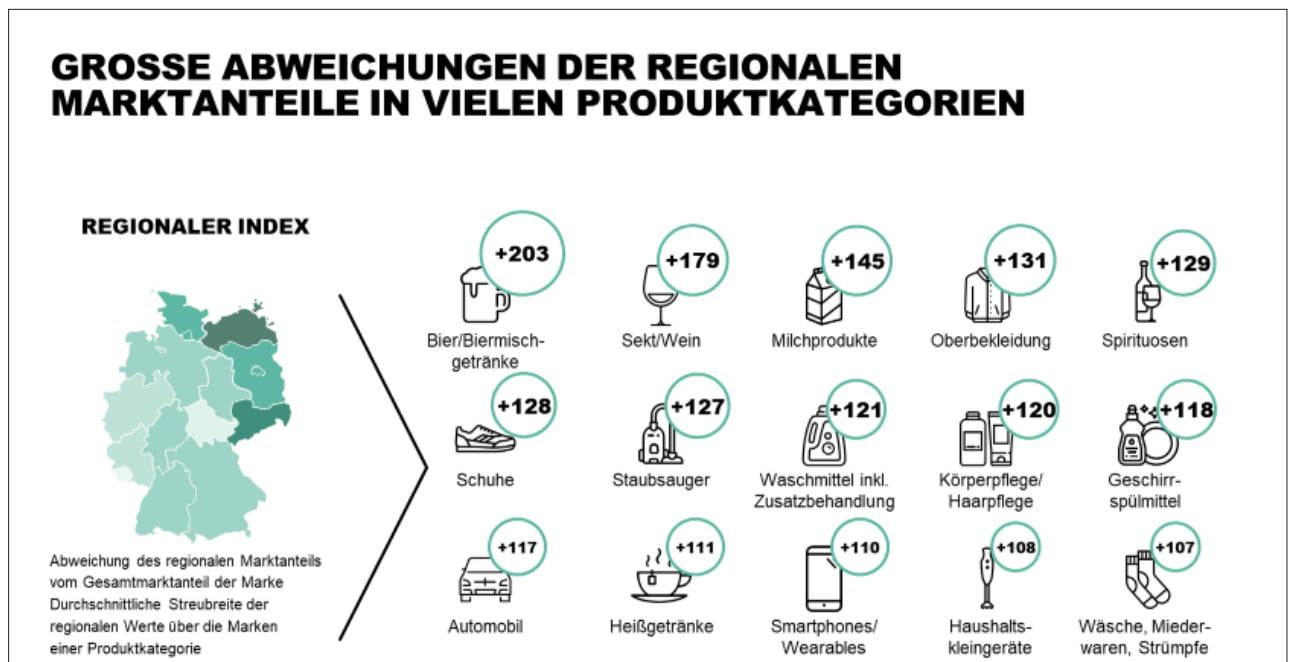 GROSSE ABWEICHUNGEN DER REGIONALEN
MARKTANTEILE IN VIELEN PRODUKTKATEGORIEN
REGIONALER INDEX
Abweichung des regionalen Marktanteils
vom Gesamtmarktanteil der Marke
Durchschnittliche Streubreite der
regionalen Werte über die Marken
einer Produktkategorie
+203
Bier/Biermisch-
getränke
+179
Sekt/Wein
+145
Milchprodukte
+131
Oberbekleidung
+129
Spirituosen
+128
Schuhe
+127
Staubsauger
+121
Waschmittel inkl.
Zusatzbehandlung
+120
Körperpflege/
Haarpflege
+118
Geschirr-
spülmittel
+117
Automobil
+111
Heißgetränke
+110
Smartphones/
Wearables
+108
Haushalts-
kleingeräte
+107
Wäsche, Mieder-
waren, Strümpfe